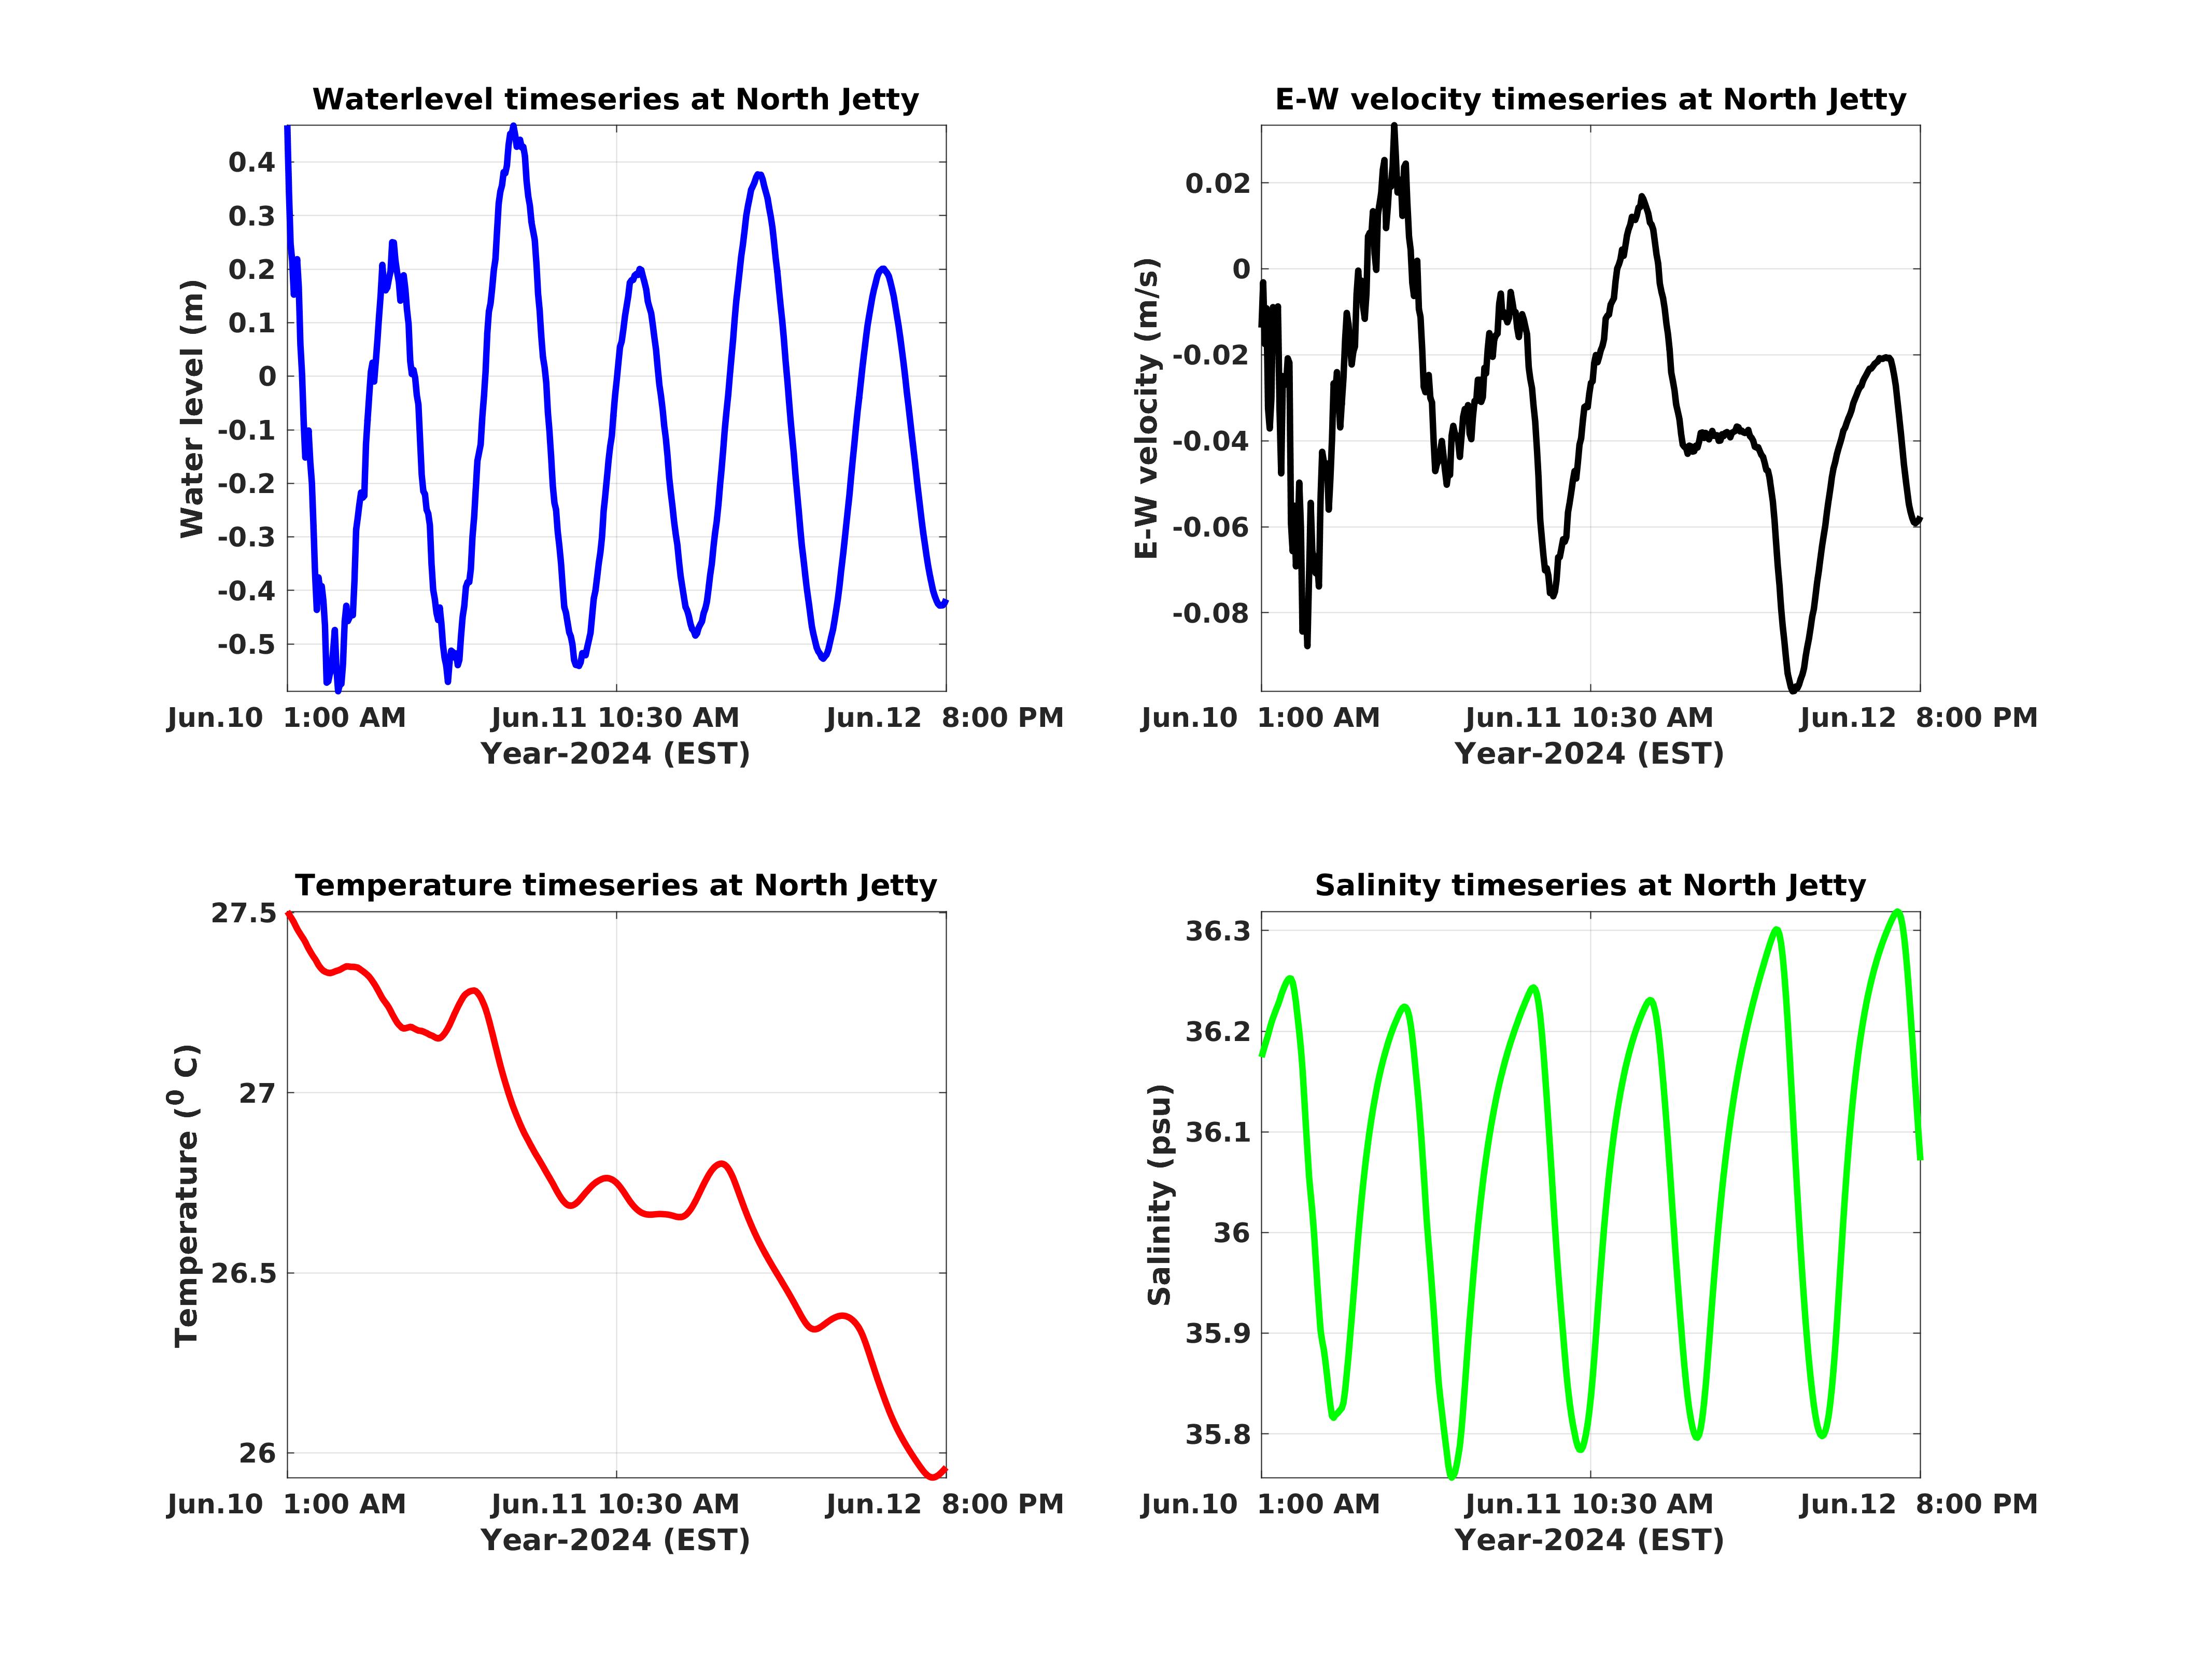 Waterlevel timeseries at North Jetty
0.4
0.3
0.2
0.1
0
-0.1
-0.2
-0.3
-0.4
-0.5
Water level (m)
Jun.10 1:00 AM
Jun.11 10:30 AM
Jun.12 8:00 PM
Year-2024 (EST)
E-W velocity timeseries at North Jetty
0.02
0
-0.02
-0.04
-0.06
-0.08
E-W velocity (m/s)
Jun.10 1:00 AM
Jun.11 10:30 AM
Jun.12 8:00 PM
Year-2024 (EST)
Temperature timeseries at North Jetty
27.5
27
26.5
26
Temperature (⁰ C)
Jun.10 1:00 AM
Jun.11 10:30 AM
Jun.12 8:00 PM
Year-2024 (EST)
Salinity timeseries at North Jetty
36.3
36.2
36.1
36
35.9
35.8
Salinity (psu)
Jun.10 1:00 AM
Jun.11 10:30 AM
Jun.12 8:00 PM
Year-2024 (EST)